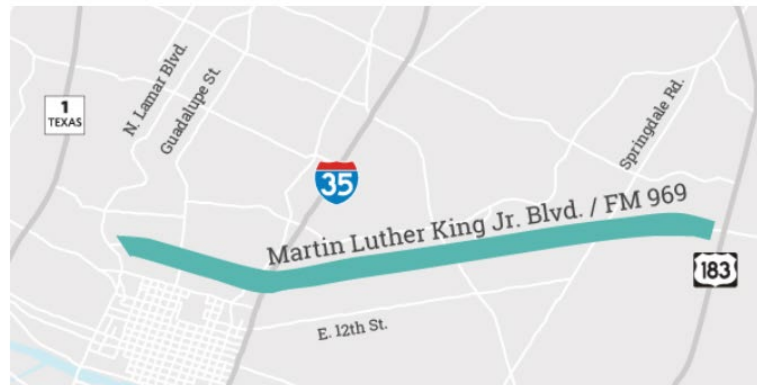 N. Lamar Blvd.
Guadalupe St.
1
TEXAS
Springdale Rd.
35
Martin Luther King Jr. Blvd. / FM 969
183
E. 12th St.